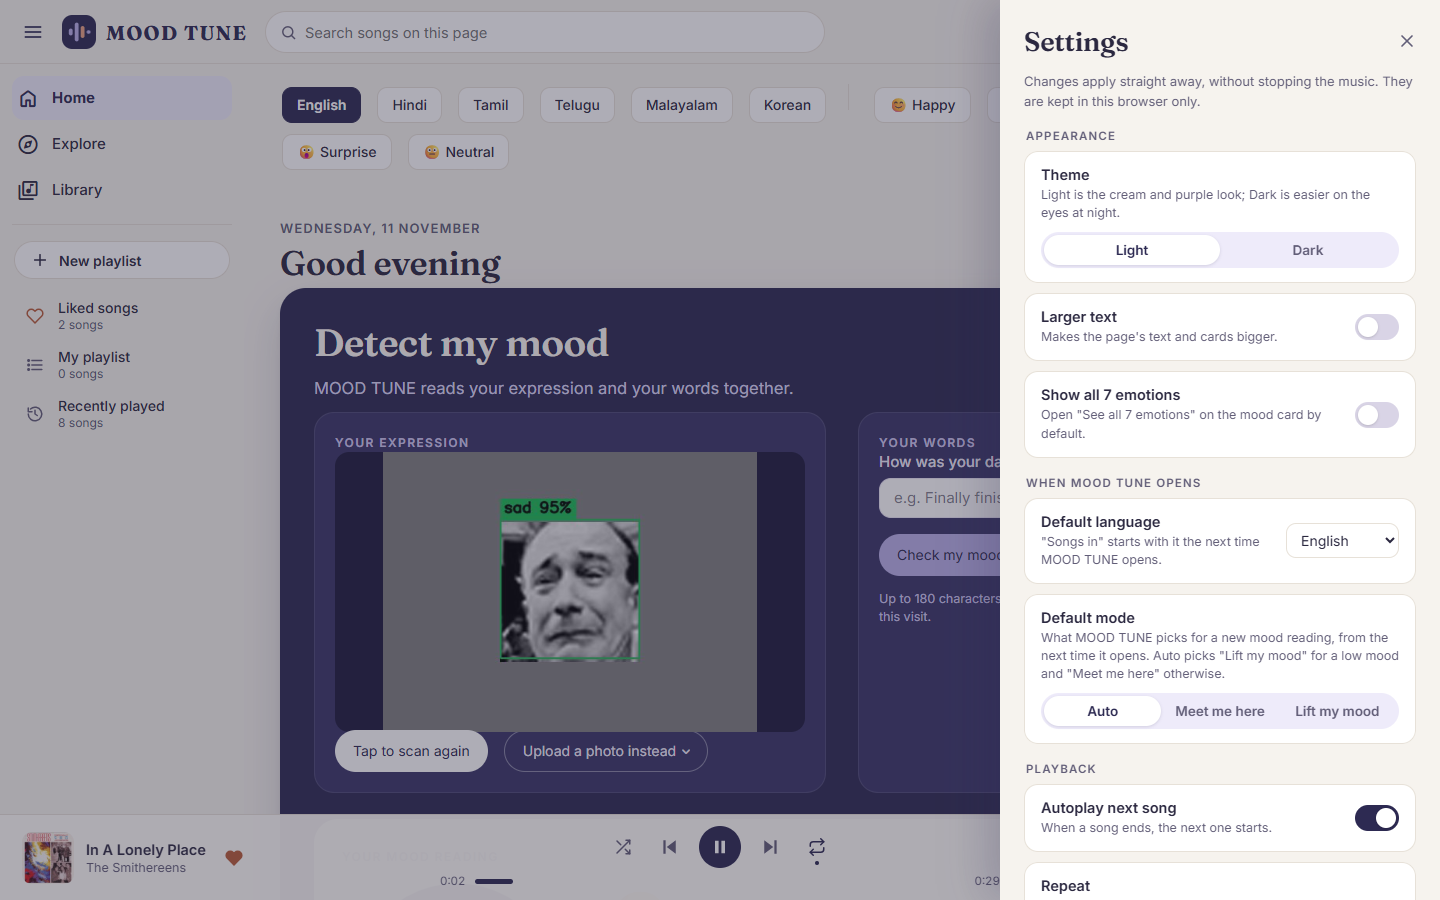 MOOD TUNE
Search songs on this page
Home
Explore
Library
New playlist
Liked songs
2 songs
My playlist
0 songs
Recently played
8 songs
English
Hindi
Tamil
Telugu
Malayalam
Korean
Happy
Surprise
Neutral
WEDNESDAY, 11 NOVEMBER
Good evening
Detect my mood
MOOD TUNE reads your expression and your words together.
YOUR EXPRESSION
sad 95%
Tap to scan again
Upload a photo instead
YOUR WORDS
How was your da
e.g. Finally finis
Check my mood
Up to 180 characters
this visit.
In A Lonely Place
The Smithereens
0:02
0:29
Settings
Changes apply straight away, without stopping the music. They
are kept in this browser only.
APPEARANCE
Theme
Light is the cream and purple look; Dark is easier on the
eyes at night.
Light
Dark
Larger text
Makes the page's text and cards bigger.
Show all 7 emotions
Open "See all 7 emotions" on the mood card by
default.
WHEN MOOD TUNE OPENS
Default language
"Songs in" starts with it the next time
MOOD TUNE opens.
English
Default mode
What MOOD TUNE picks for a new mood reading, from the
next time it opens. Auto picks "Lift my mood" for a low mood
and "Meet me here" otherwise.
Auto
Meet me here
Lift my mood
PLAYBACK
Autoplay next song
When a song ends, the next one starts.
Repeat